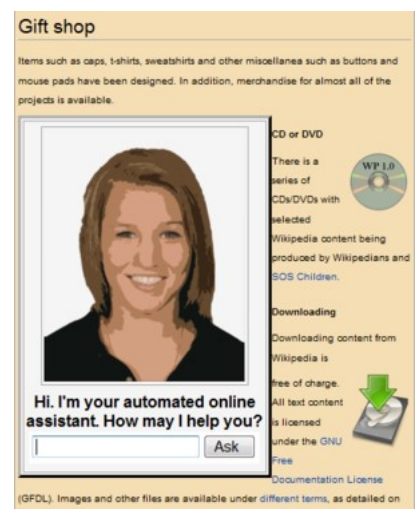 Gift shop
Items such as caps, t-shirts, sweatshirts and other miscellanea such as buttons and
mouse pads have been designed. In addition, merchandise for almost all of the
projects is available.
Hi. I'm your automated online
assistant. How may I help you?
Ask
CD or DVD
WP 1.0
There is a
series of
CDs/DVDs with
selected
Wikipedia content being
produced by Wikipedians and
SOS Children.
Downloading
Downloading content from
Wikipedia is
free of charge.
All text content
is licensed
under the GNU
Free
Documentation License
(GFDL). Images and other files are available under different terms, as detailed on